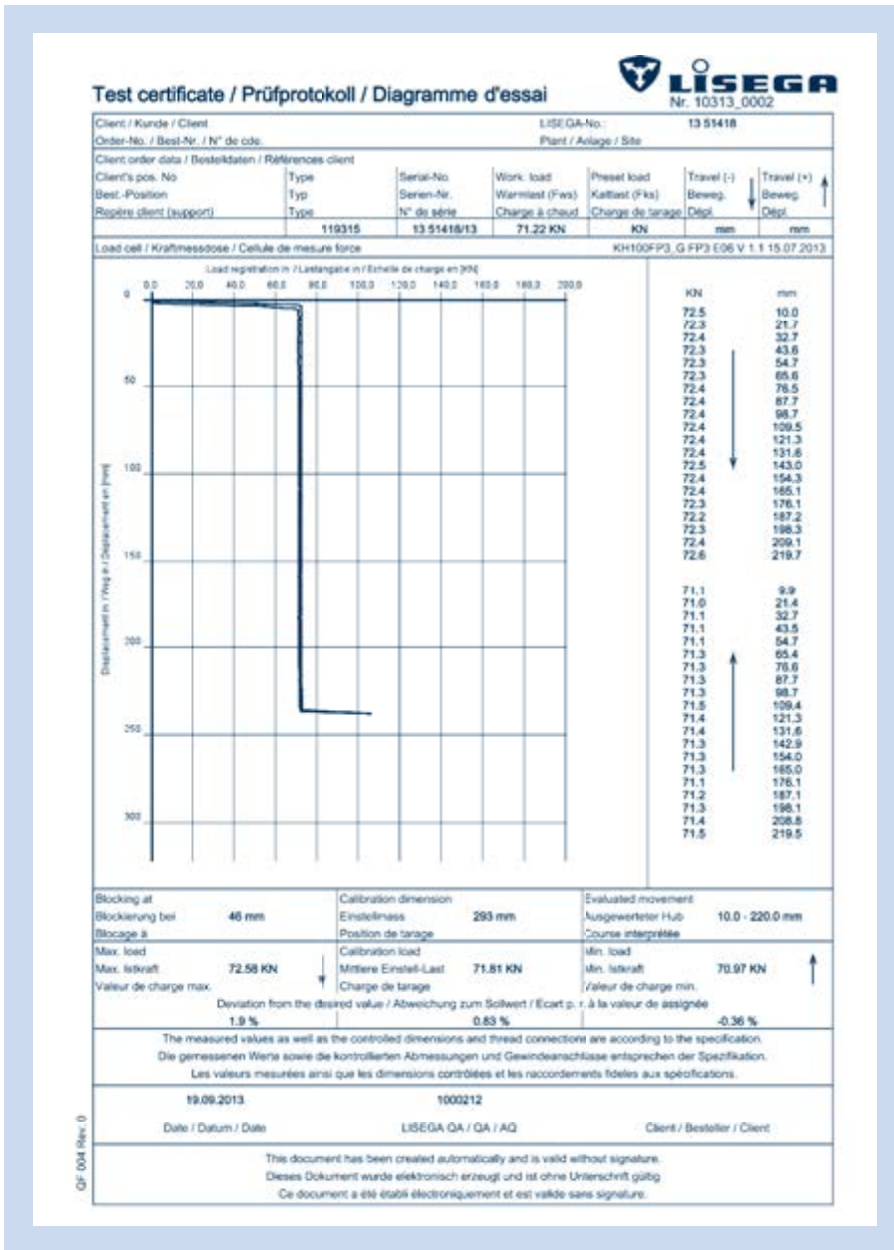 LISEGA
Test certificate / Prüfprotokoll / Diagramme d'essai
Nr. 10313_0002
Client / Kunde / Client LISEGA-No.: 13 51418
Order-No. / Best-Nr. / N° de cde. Plant / Anlage / Site
Client order data / Bestelldaten / Références client
Client's pos. No Type Serial-No. Work. load Preset load Travel (-) Travel (+)
Best.-Position Typ Serien-Nr. Warmlast (Fws) Kaltlast (Fks) Beweg. Beweg.
Repère client (support) Type N° de série Charge à chaud Charge de tarage Dépl. Dépl.
119315 13 51418/13 71.22 KN KN mm mm
Load cell / Kraftmessdose / Cellule de mesure force KH100FP3_G FP3 E06 V 1.1 15.07.2013
Load registration in / Lastangabe in / Echelle de charge en [KN]
0,0 20,0 40,0 60,0 80,0 100,0 120,0 140,0 160,0 180,0 200,0
0
50
100
150
200
250
300
Displacement in / Weg in / Displacement en [mm]
KN mm
72.5 10.0
72.3 21.7
72.4 32.7
72.3 43.6
72.3 54.7
72.3 65.6
72.4 76.5
72.4 87.7
72.4 98.7
72.4 109.5
72.4 121.3
72.4 131.6
72.5 143.0
72.4 154.3
72.4 165.1
72.3 176.1
72.2 187.2
72.3 198.3
72.4 209.1
72.6 219.7
71.1 9.9
71.0 21.4
71.1 32.7
71.1 43.5
71.1 54.7
71.3 65.4
71.3 76.6
71.3 87.7
71.3 98.7
71.5 109.4
71.4 121.3
71.4 131.6
71.3 142.9
71.3 154.0
71.3 165.0
71.1 176.1
71.2 187.1
71.3 198.1
71.4 208.8
71.5 219.5
Blocking at Calibration dimension Evaluated movement
Blockierung bei 46 mm Einstellmass 293 mm Ausgewerteter Hub 10.0 - 220.0 mm
Blocage à Position de tarage Course interprétée
Max. load Calibration load Min. load
Max. Istkraft 72.58 KN Mittlere Einstell-Last 71.81 KN Min. Istkraft 70.97 KN
Valeur de charge max. Charge de tarage Valeur de charge min.
Deviation from the desired value / Abweichung zum Sollwert / Ecart p. r. à la valeur de assignée
1.9 % 0.83 % -0.36 %
The measured values as well as the controlled dimensions and thread connections are according to the specification.
Die gemessenen Werte sowie die kontrollierten Abmessungen und Gewindeanschlüsse entsprechen der Spezifikation.
Les valeurs mesurées ainsi que les dimensions contrôlées et les raccordements fideles aux spécifications.
19.09.2013 1000212
Date / Datum / Date LISEGA QA / QA / AQ Client / Besteller / Client
This document has been created automatically and is valid without signature.
Dieses Dokument wurde elektronisch erzeugt und ist ohne Unterschrift gültig
Ce document a été établi électroniquement et est valide sans signature.
QF 004 Rev. 0